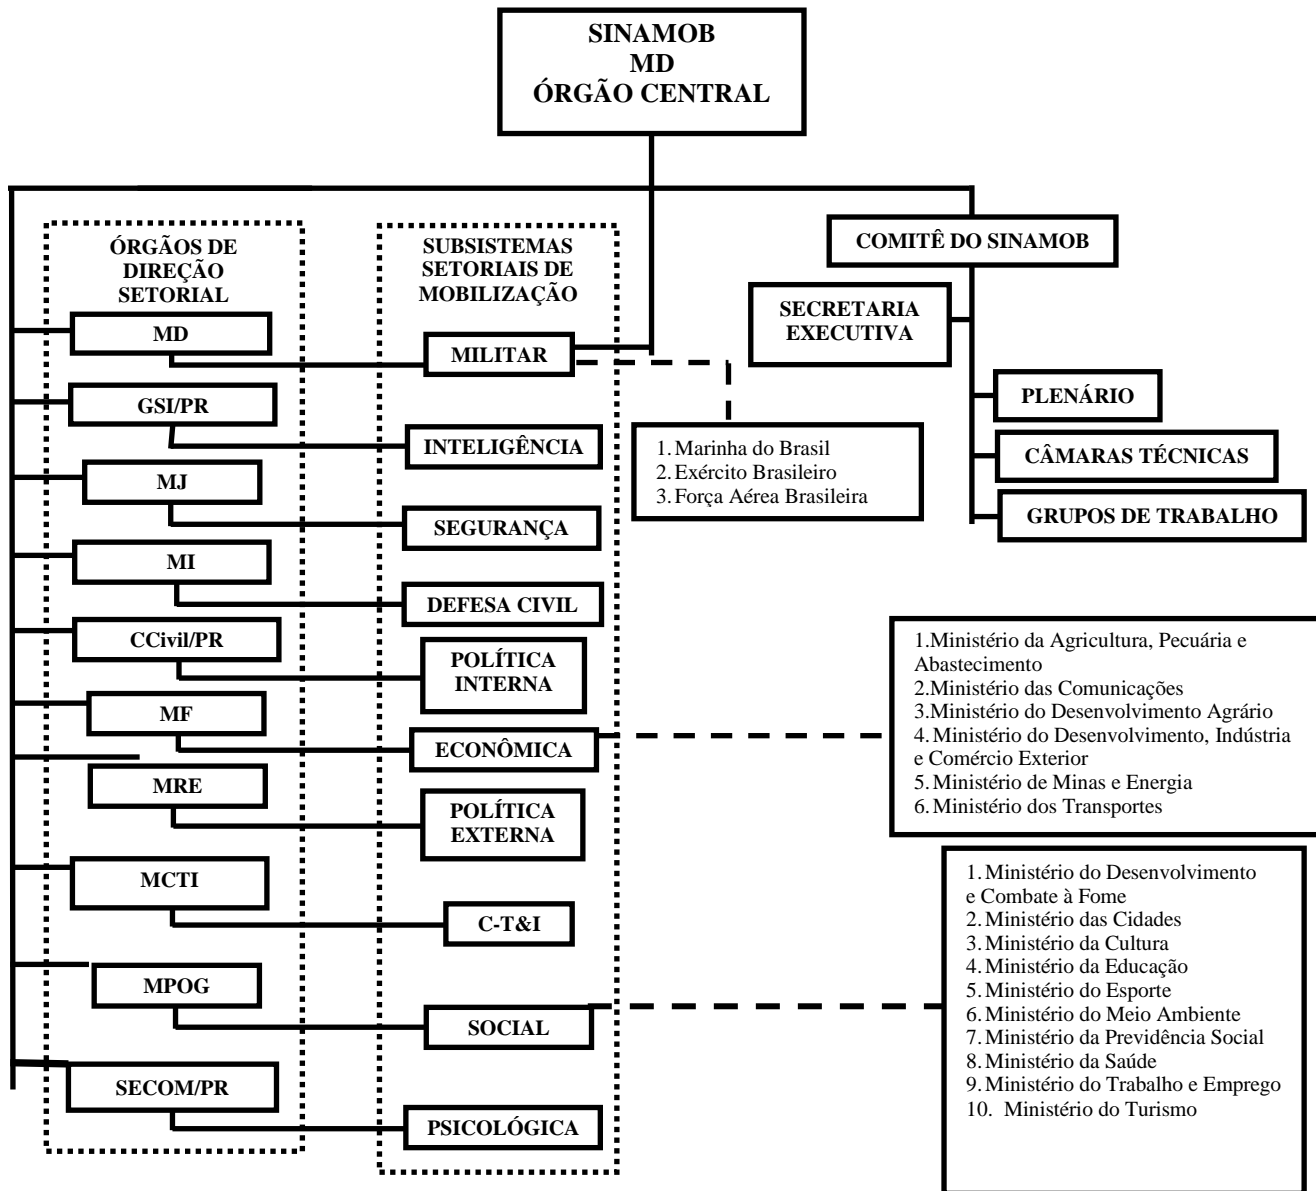 SINAMOB
MD
ÓRGÃO CENTRAL
ÓRGÃOS DE
DIREÇÃO
SETORIAL
MD
GSI/PR
MJ
MI
CCivil/PR
MF
MRE
MCTI
MPOG
SECOM/PR
SUBSISTEMAS
SETORIAIS DE
MOBILIZAÇÃO
MILITAR
INTELIGÊNCIA
SEGURANÇA
DEFESA CIVIL
POLÍTICA
INTERNA
ECONÔMICA
POLÍTICA
EXTERNA
C-T&I
SOCIAL
PSICOLÓGICA
COMITÊ DO SINAMOB
SECRETARIA
EXECUTIVA
PLENÁRIO
CÂMARAS TÉCNICAS
GRUPOS DE TRABALHO
1. Marinha do Brasil
2. Exército Brasileiro
3. Força Aérea Brasileira
1.Ministério da Agricultura, Pecuária e
Abastecimento
2.Ministério das Comunicações
3.Ministério do Desenvolvimento Agrário
4. Ministério do Desenvolvimento, Indústria
e Comércio Exterior
5. Ministério de Minas e Energia
6. Ministério dos Transportes
1. Ministério do Desenvolvimento
e Combate à Fome
2. Ministério das Cidades
3. Ministério da Cultura
4. Ministério da Educação
5. Ministério do Esporte
6. Ministério do Meio Ambiente
7. Ministério da Previdência Social
8. Ministério da Saúde
9. Ministério do Trabalho e Emprego
10. Ministério do Turismo